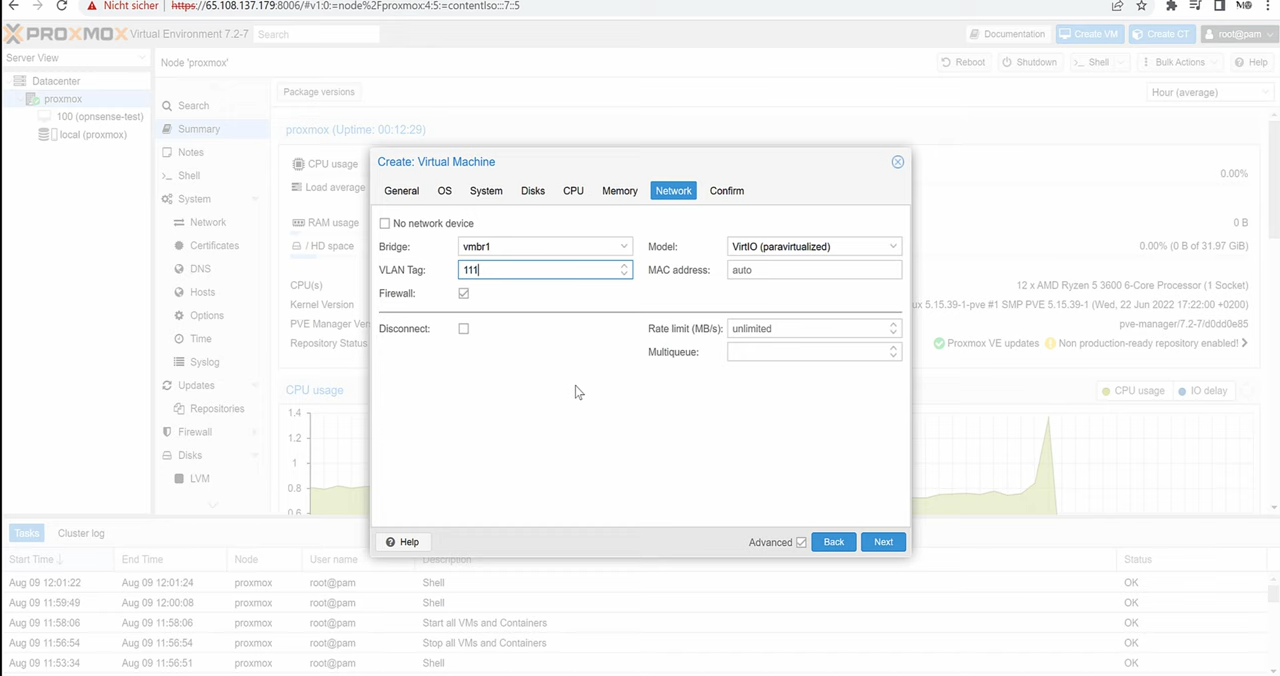 Nicht sicher https://65.108.137.179:8006/#v1:0:=node%2Fproxmox:4:5:=contentIso:::7::5
PROXMOX Virtual Environment 7.2-7 Search Documentation Create VM Create CT root@pam
Server View Node 'proxmox' Reboot Shutdown >_ Shell Bulk Actions Help
Datacenter
proxmox
100 (opnsense-test)
local (proxmox)
Search
Summary
Notes
>_ Shell
System
Network
Certificates
DNS
Hosts
Options
Time
Syslog
Updates
Repositories
Firewall
Disks
LVM
Package versions Hour (average)
proxmox (Uptime: 00:12:29)
CPU usage 0.00%
Load average
RAM usage 0 B
/ HD space 0.00% (0 B of 31.97 GiB)
CPU(s) 12 x AMD Ryzen 5 3600 6-Core Processor (1 Socket)
Kernel Version 5.15.39-1-pve #1 SMP PVE 5.15.39-1 (Wed, 22 Jun 2022 17:22:00 +0200)
PVE Manager pve-manager/7.2-7/d0dd0e85
Repository Status Proxmox VE updates Non production-ready repository enabled!
CPU usage CPU usage IO delay
1.4
1.2
1
0.8
0.6
Create: Virtual Machine
General OS System Disks CPU Memory Network Confirm
No network device
Bridge: vmbr1 Model: VirtIO (paravirtualized)
VLAN Tag: 111 MAC address: auto
Firewall:
Disconnect: Rate limit (MB/s): unlimited
Multiqueue:
Help Advanced Back Next
Tasks Cluster log
Start Time End Time Node User name Description Status
Aug 09 12:01:22 Aug 09 12:01:24 proxmox root@pam Shell OK
Aug 09 11:59:49 Aug 09 12:00:08 proxmox root@pam Shell OK
Aug 09 11:58:06 Aug 09 11:58:06 proxmox root@pam Start all VMs and Containers OK
Aug 09 11:56:54 Aug 09 11:56:54 proxmox root@pam Stop all VMs and Containers OK
Aug 09 11:53:34 Aug 09 11:56:51 proxmox root@pam Shell OK